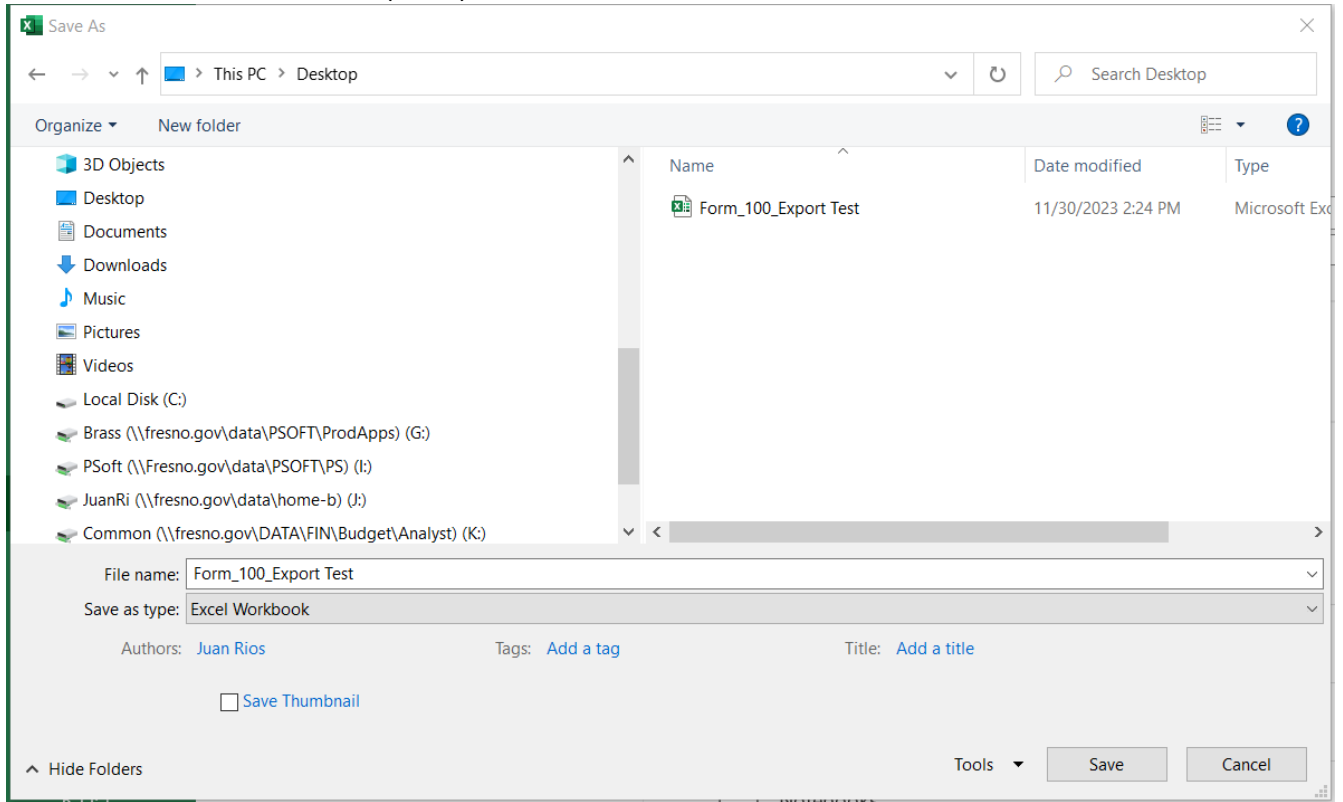 Save As
This PC > Desktop
Search Desktop
Organize
New folder
?
3D Objects
Desktop
Documents
Downloads
Music
Pictures
Videos
Local Disk (C:)
Brass (\\fresno.gov\data\PSOFT\ProdApps) (G:)
PSoft (\\Fresno.gov\data\PSOFT\PS) (I:)
JuanRi (\\fresno.gov\data\home-b) (J:)
Common (\\fresno.gov\DATA\FIN\Budget\Analyst) (K:)
Name Date modified Type
Form_100_Export Test 11/30/2023 2:24 PM Microsoft Exc
File name: Form_100_Export Test
Save as type: Excel Workbook
Authors: Juan Rios Tags: Add a tag Title: Add a title
Save Thumbnail
Hide Folders
Tools Save Cancel